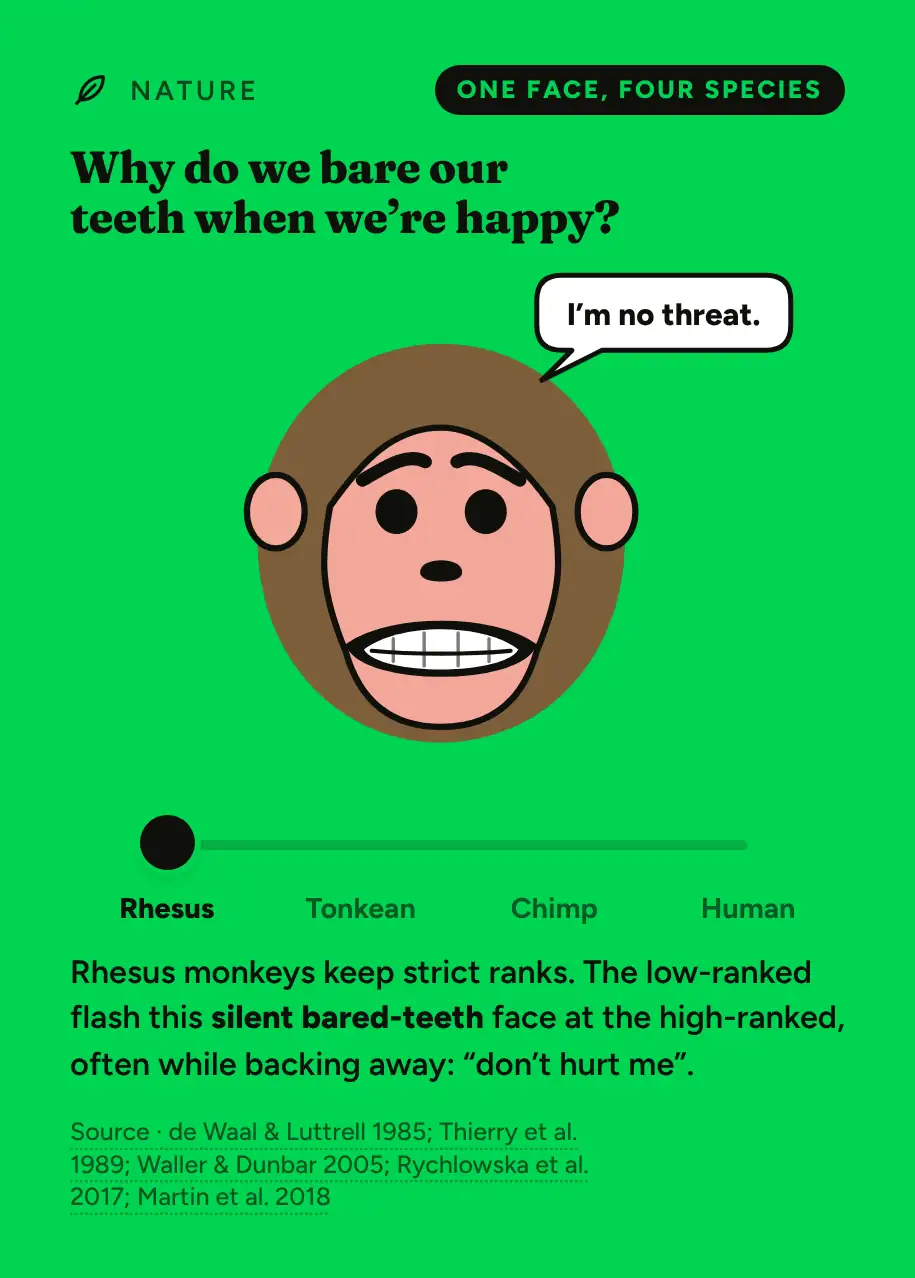 NATURE
ONE FACE, FOUR SPECIES
Why do we bare our
teeth when we’re happy?
I’m no threat.
Rhesus
Tonkean
Chimp
Human
Rhesus monkeys keep strict ranks. The low-ranked
flash this silent bared-teeth face at the high-ranked,
often while backing away: “don’t hurt me”.
Source · de Waal & Luttrell 1985; Thierry et al.
1989; Waller & Dunbar 2005; Rychlowska et al.
2017; Martin et al. 2018